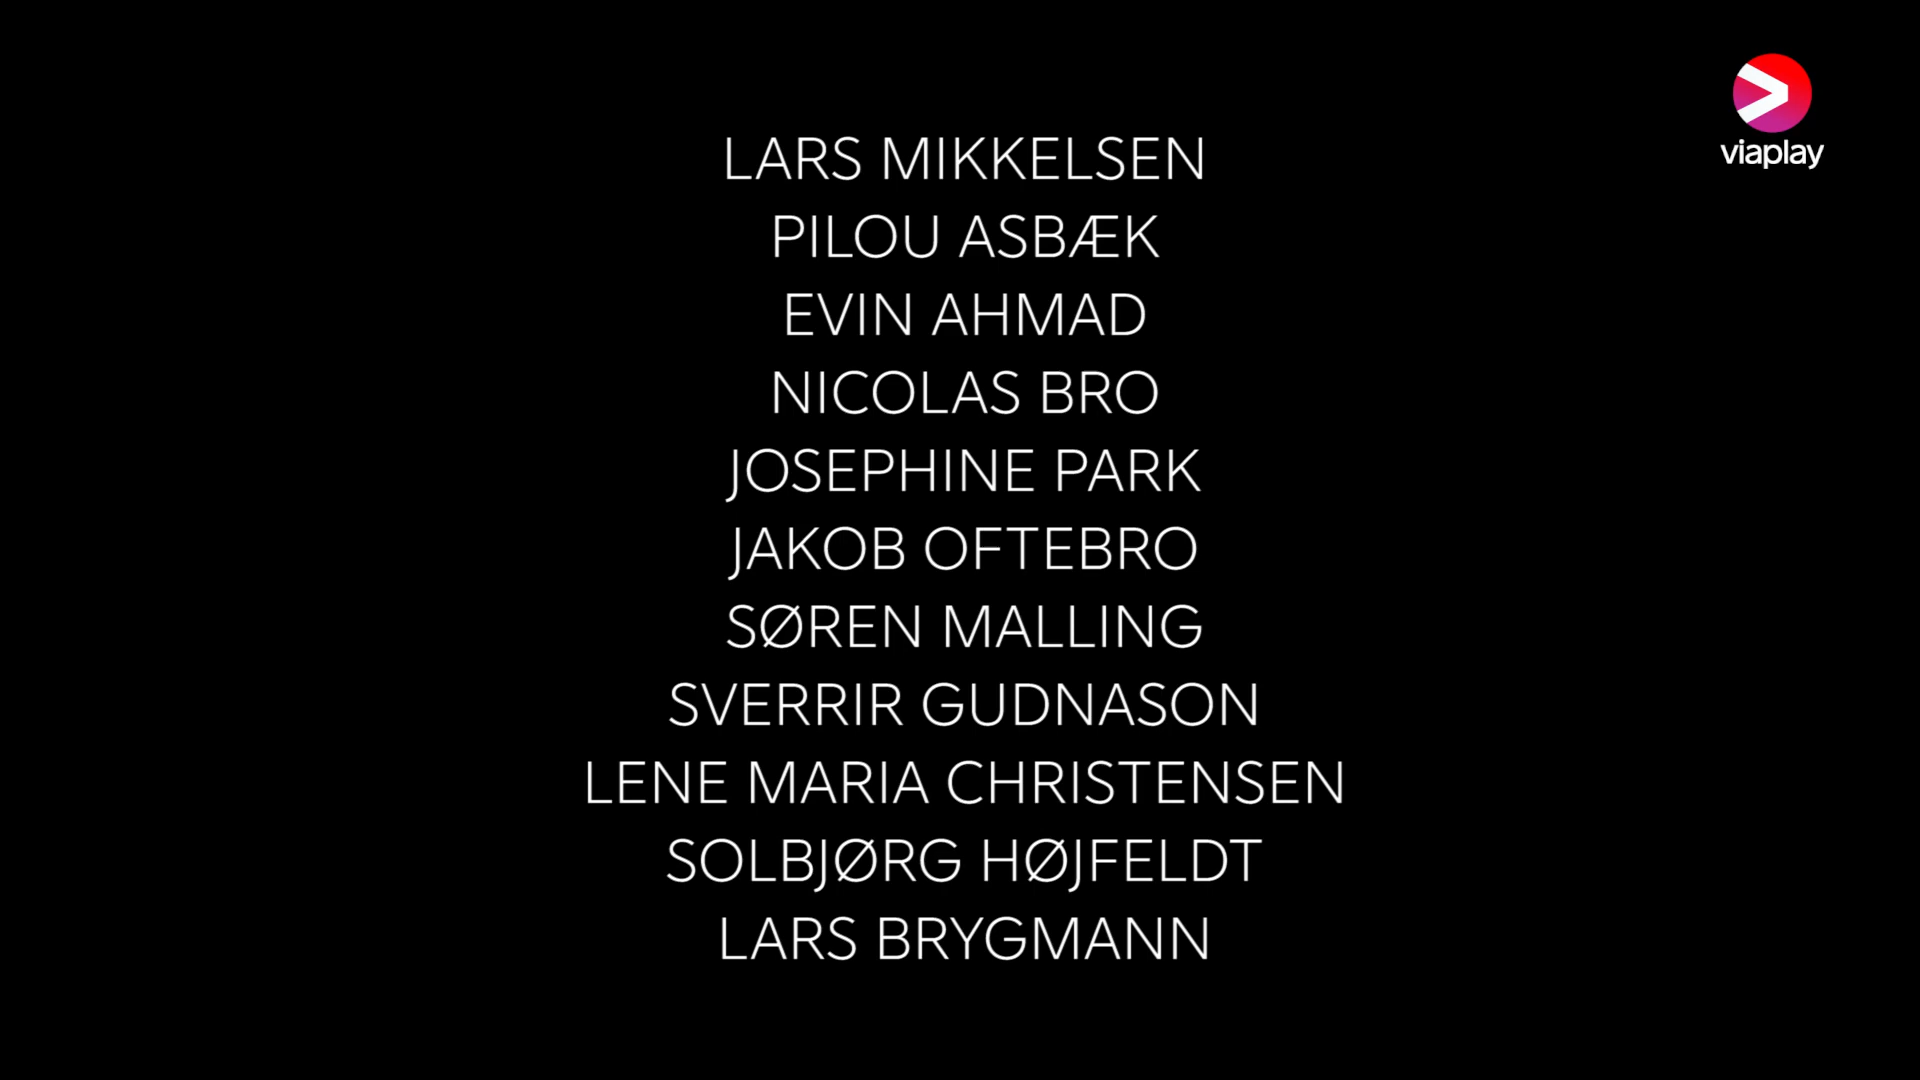 viaplay
LARS MIKKELSEN
PILOU ASBÆK
EVIN AHMAD
NICOLAS BRO
JOSEPHINE PARK
JAKOB OFTEBRO
SØREN MALLING
SVERRIR GUDNASON
LENE MARIA CHRISTENSEN
SOLBJØRG HØJFELDT
LARS BRYGMANN